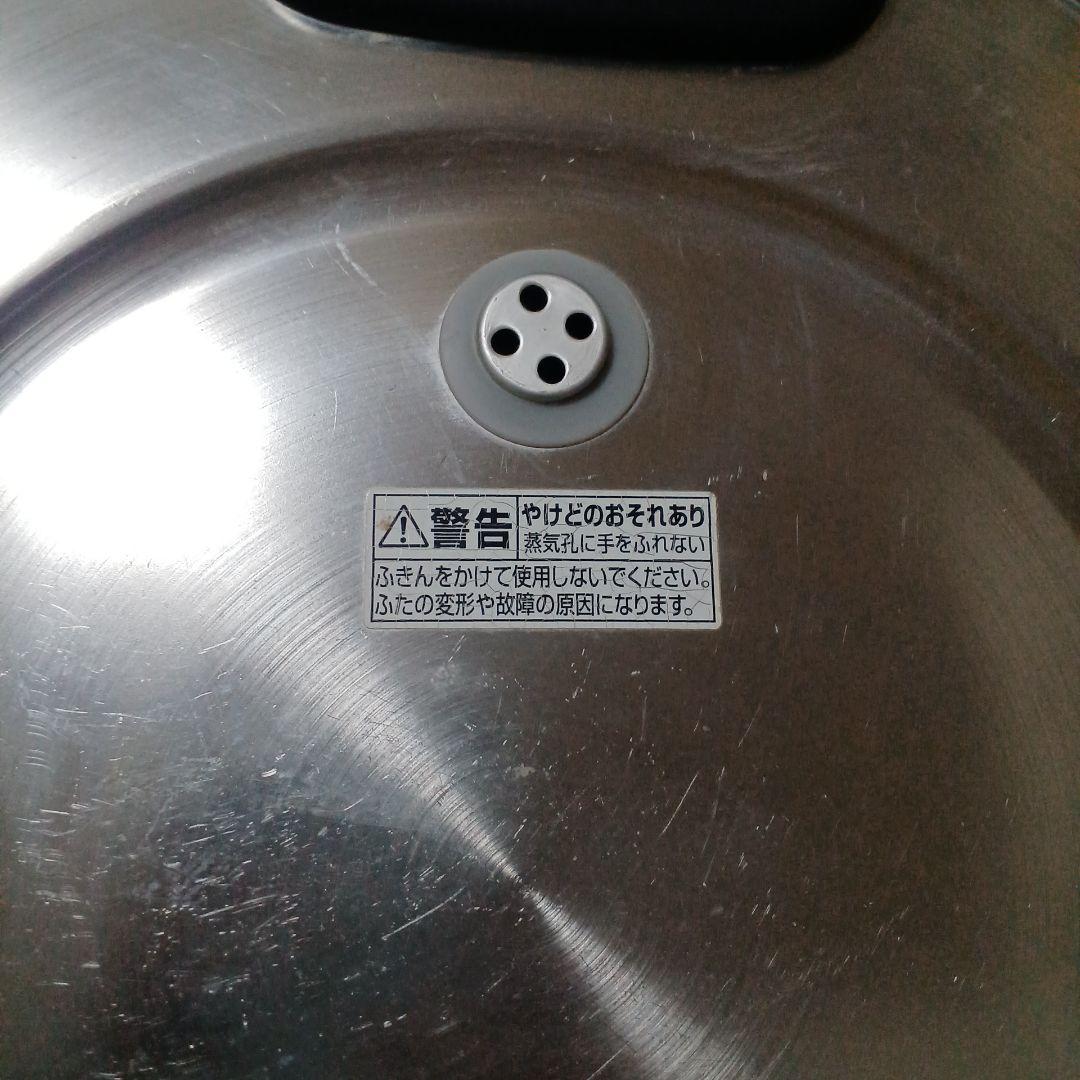 警告
やけどのおそれあり
蒸気孔に手をふれない
ふきんをかけて使用しないでください。
ふたの変形や故障の原因になります。